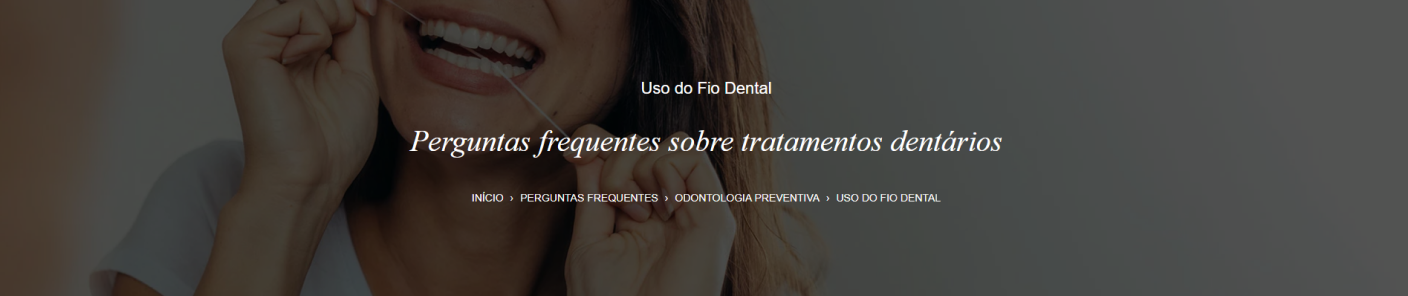 Uso do Fio Dental
Perguntas frequentes sobre tratamentos dentários
INÍCIO › PERGUNTAS FREQUENTES › ODONTOLOGIA PREVENTIVA › USO DO FIO DENTAL